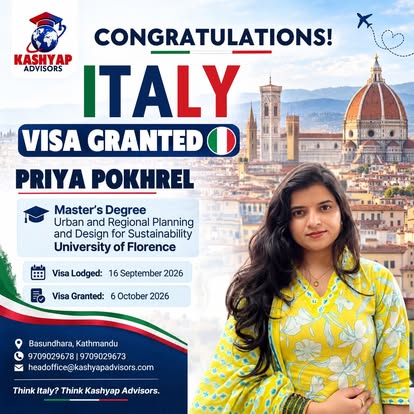 KASHYAP
ADVISORS
CONGRATULATIONS!
ITALY
VISA GRANTED
PRIYA POKHREL
Master's Degree
Urban and Regional Planning
and Design for Sustainability
University of Florence
Visa Lodged: 16 September 2026
Visa Granted: 6 October 2026
Basundhara, Kathmandu
9709029678 | 9709029673
headoffice@kashyapadvisors.com
Think Italy? Think Kashyap Advisors.